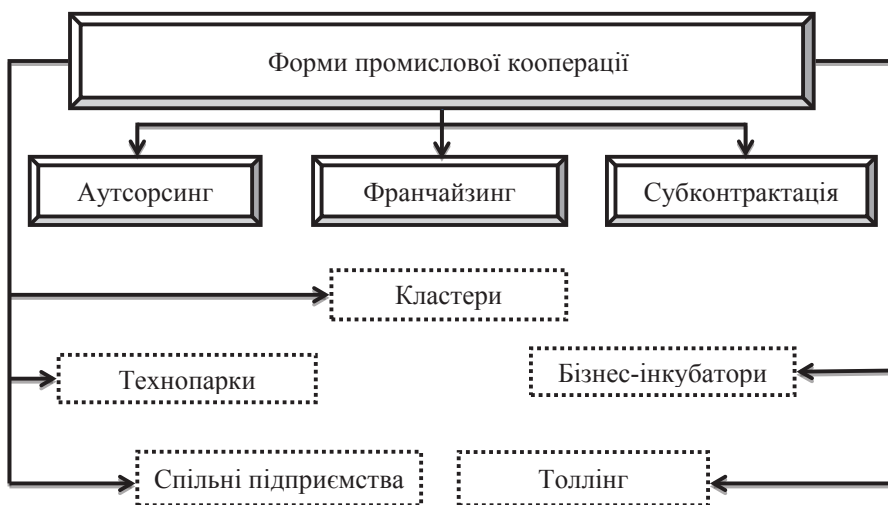 Форми промислової кооперації
Аутсорсинг
Франчайзинг
Субконтрактація
Кластери
Технопарки
Бізнес-інкубатори
Спільні підприємства
Толлінг